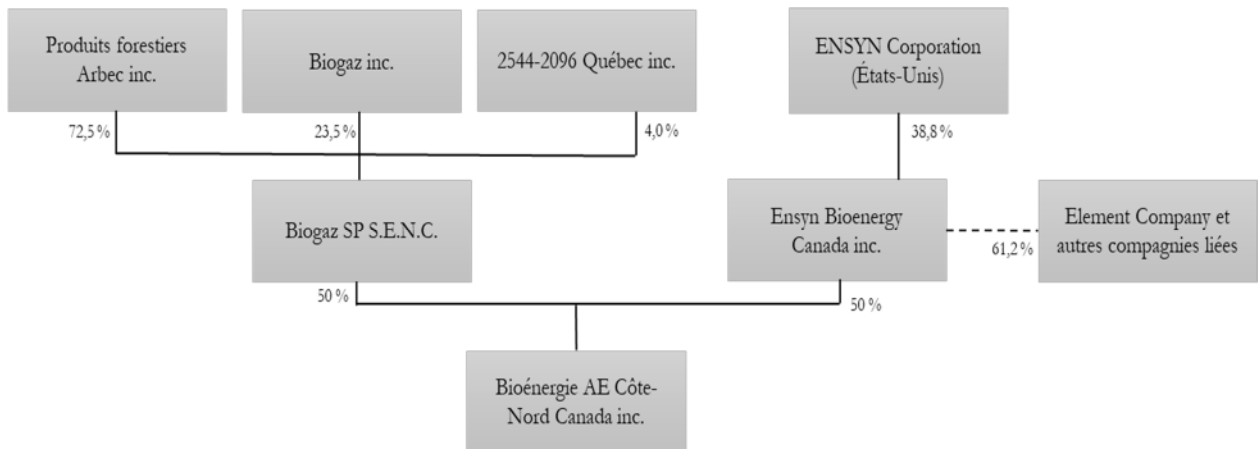 Produits forestiers
Arbec inc.
Biogaz inc.
2544-2096 Québec inc.
ENSYN Corporation
(États-Unis)
72,5 %
23,5 %
4,0 %
38,8 %
Biogaz SP S.E.N.C.
Ensyn Bioenergy
Canada inc.
61,2 %
Element Company et
autres compagnies liées
50 %
50 %
Bioénergie AE Côte-
Nord Canada inc.